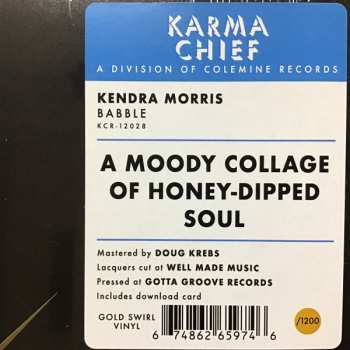 KARMA
CHIEF
A DIVISION OF COLEMINE RECORDS
KENDRA MORRIS
BABBLE
KCR-12028
A MOODY COLLAGE
OF HONEY-DIPPED
SOUL
Mastered by DOUG KREBS
Lacquers cut at WELL MADE MUSIC
Pressed at GOTTA GROOVE RECORDS
Includes download card
GOLD SWIRL
VINYL
6 74862 65974 6
/1200